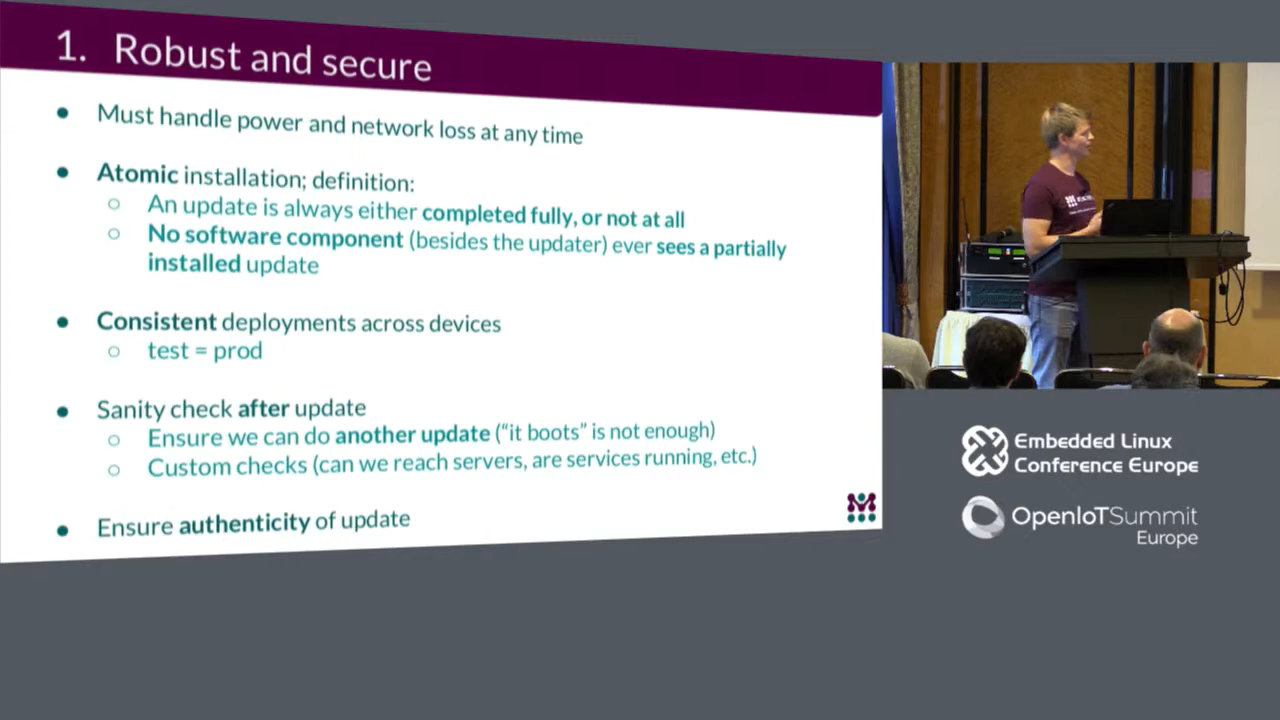 1. Robust and secure
● Must handle power and network loss at any time
● Atomic installation; definition:
○ An update is always either completed fully, or not at all
○ No software component (besides the updater) ever sees a partially
installed update
● Consistent deployments across devices
○ test = prod
● Sanity check after update
○ Ensure we can do another update (“it boots” is not enough)
○ Custom checks (can we reach servers, are services running, etc.)
● Ensure authenticity of update
Embedded Linux
Conference Europe
OpenIoTSummit
Europe